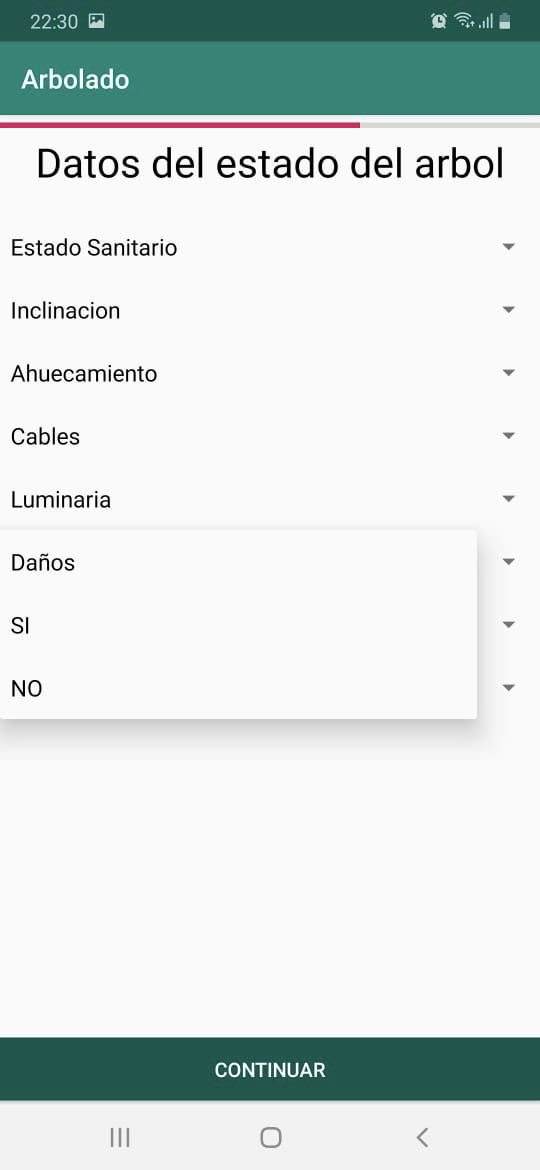 22:30
Arbolado
Datos del estado del arbol
Estado Sanitario
Inclinacion
Ahuecamiento
Cables
Luminaria
Daños
SI
NO
CONTINUAR